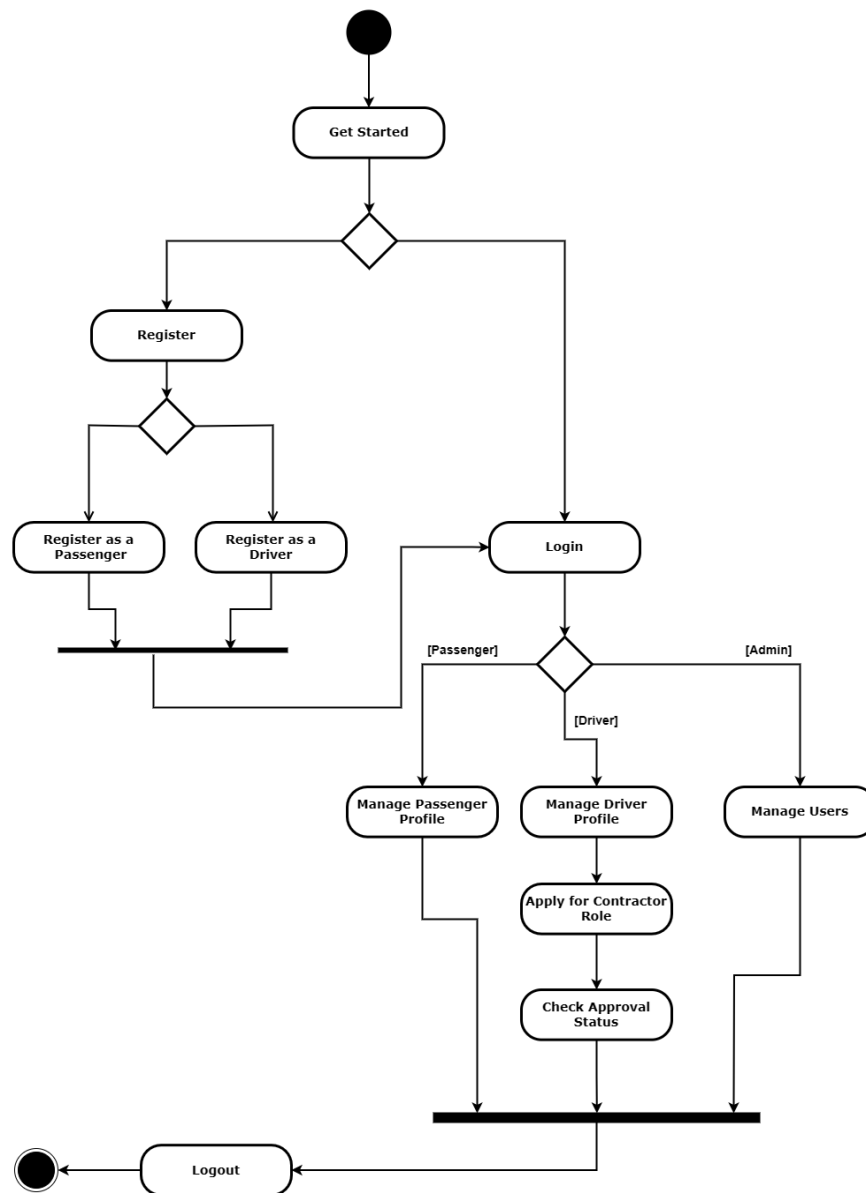 Get Started
Register
Register as a
Passenger
Register as a
Driver
Login
[Passenger]
[Admin]
[Driver]
Manage Passenger
Profile
Manage Driver
Profile
Manage Users
Apply for Contractor
Role
Check Approval
Status
Logout